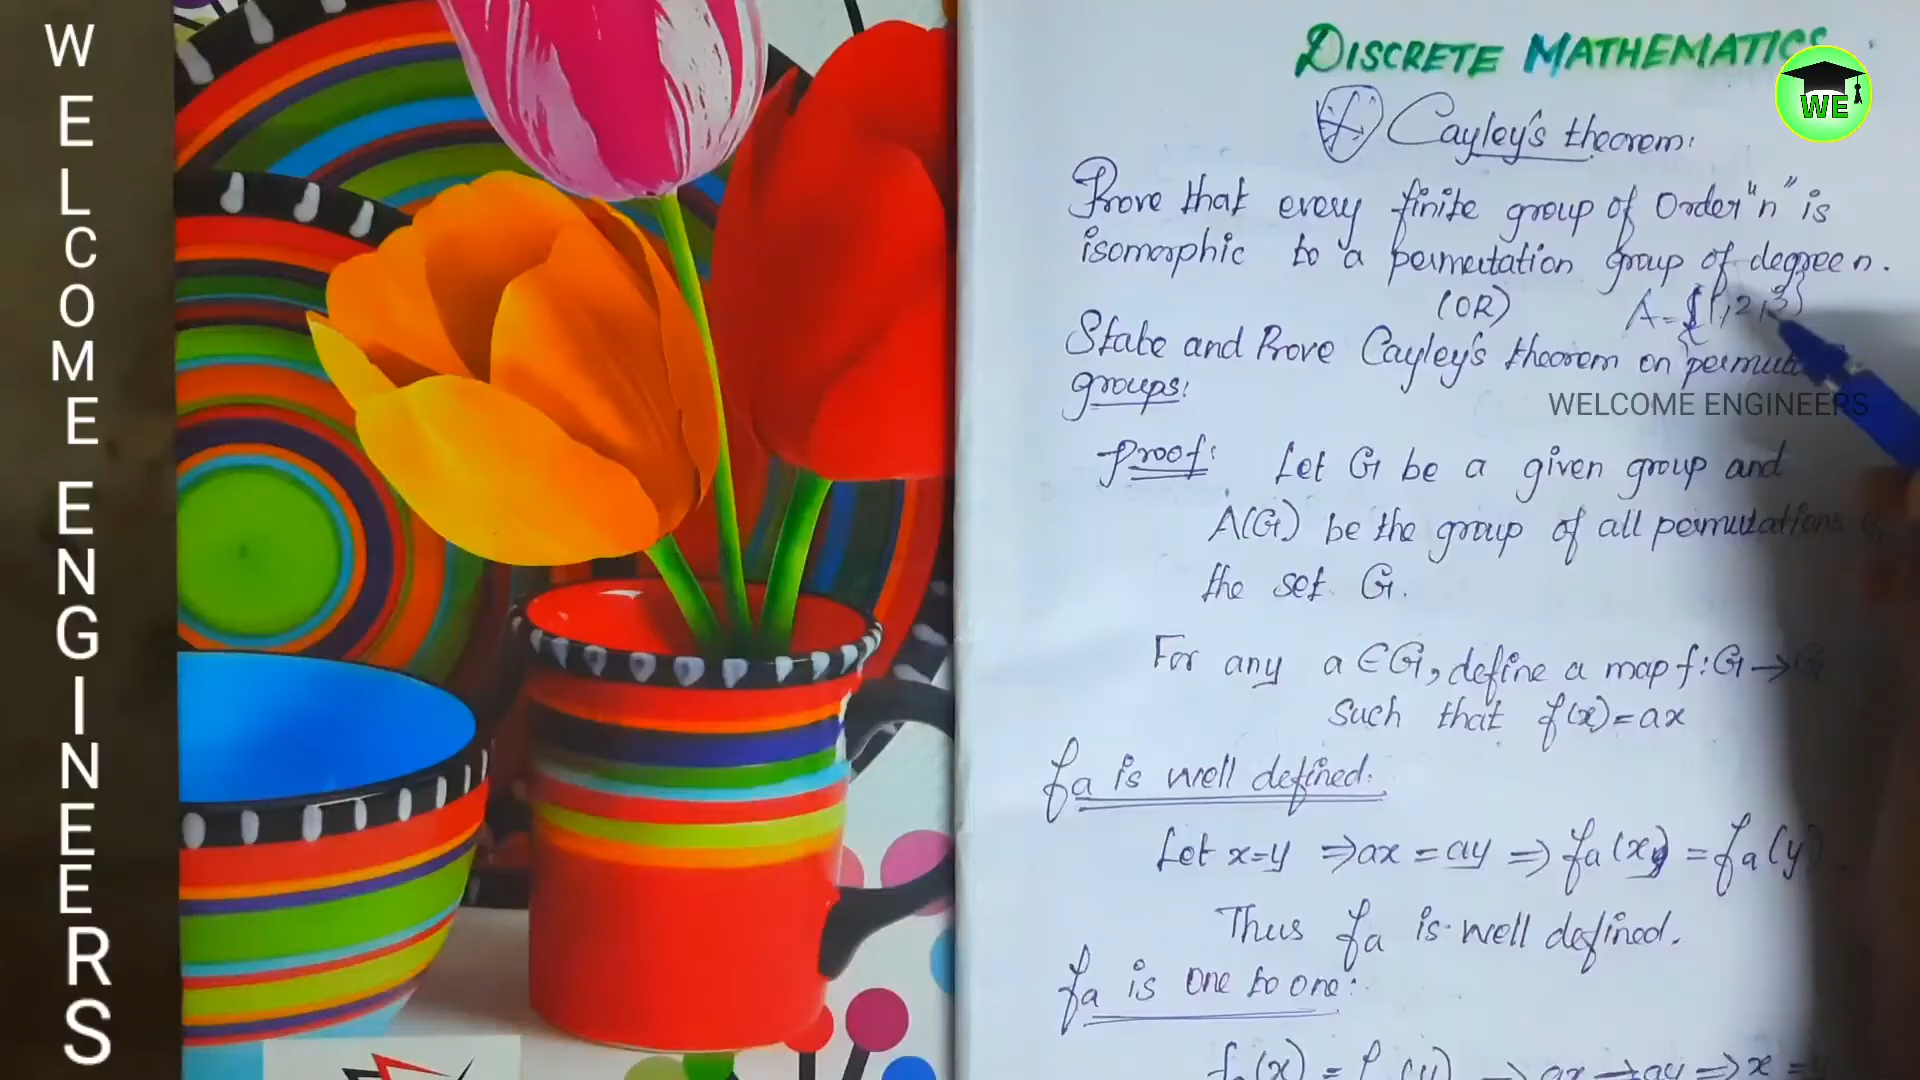 WELCOME ENGINEERS
DISCRETE MATHEMATICS
WE
Cayley's theorem:
Prove that every finite group of Order "n" is
isomorphic to a permutation group of degree n.
(OR) A={1,2,3}
State and Prove Cayley's theorem on
groups:
WELCOME ENGINEERS
Proof: Let G be a given group and
A(G) be the group of all permutations
the set G.
For any a∈G, define a map f:G→G
such that f(x)=ax
fa is well defined:
Let x=y ⇒ax=ay⇒fa(x)=fa(y).
Thus fa is well defined.
fa is one to one: